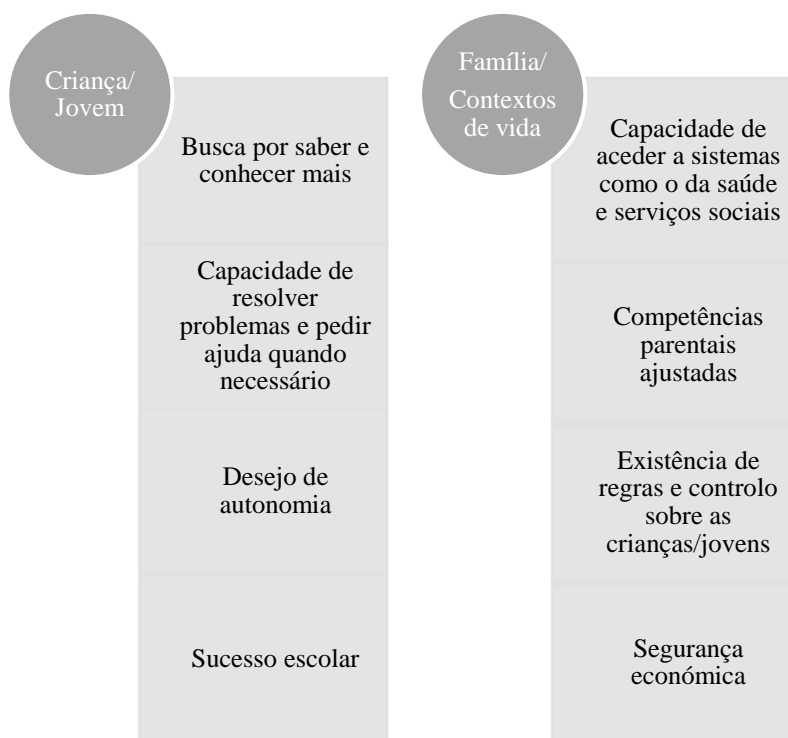 Criança/
Jovem
Busca por saber e
conhecer mais
Capacidade de
resolver
problemas e pedir
ajuda quando
necessário
Desejo de
autonomia
Sucesso escolar
Família/
Contextos
de vida
Capacidade de
aceder a sistemas
como o da saúde
e serviços sociais
Competências
parentais
ajustadas
Existência de
regras e controlo
sobre as
crianças/jovens
Segurança
económica